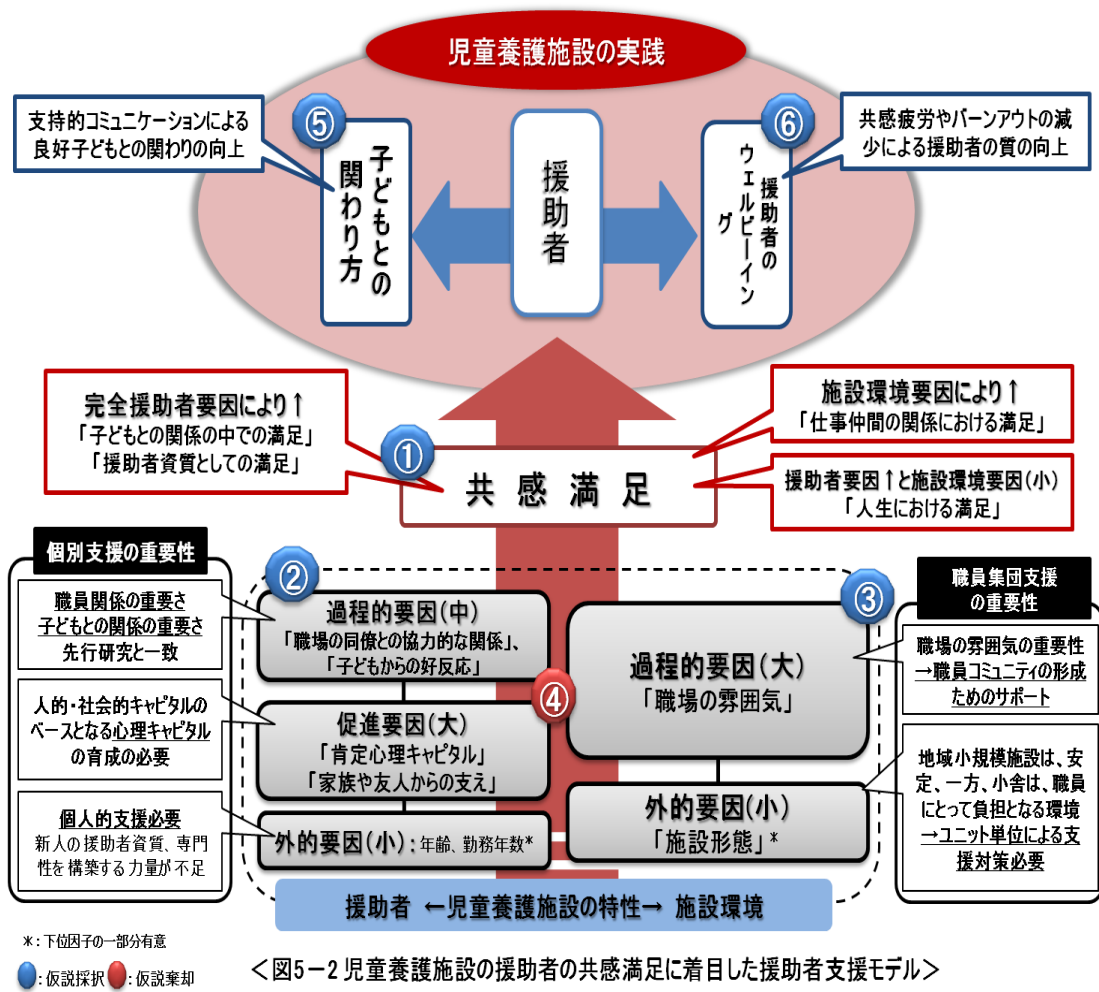 児童養護施設の実践
支持的コミュニケーションによる
良好子どもとの関わりの向上
⑤
子どもとの
関わり方
援助者
⑥
援助者の
ウェルビーイン
グ
共感疲労やバーンアウトの減
少による援助者の質の向上
完全援助者要因により↑
「子どもとの関係の中での満足」
「援助者資質としての満足」
①
共 感 満 足
施設環境要因により↑
「仕事仲間の関係における満足」
援助者要因↑と施設環境要因(小)
「人生における満足」
個別支援の重要性
職員関係の重要さ
子どもとの関係の重要さ
先行研究と一致
人的・社会的キャピタルの
ベースとなる心理キャピタル
の育成の必要
個人的支援必要
新人の援助者資質、専門
性を構築する力量が不足
②
過程的要因(中)
「職場の同僚との協力的な関係」、
「子どもからの好反応」
促進要因(大)
「肯定心理キャピタル」
「家族や友人からの支え」
外的要因(小):年齢、勤務年数*
④
③
過程的要因(大)
「職場の雰囲気」
外的要因(小)
「施設形態」*
職員集団支援
の重要性
職場の雰囲気の重要性
→職員コミュニティの形成
ためのサポート
地域小規模施設は、安
定、一方、小舎は、職員
にとって負担となる環境
→ユニット単位による支
援対策必要
援助者 ←児童養護施設の特性→ 施設環境
*:下位因子の一部分有意
:仮説採択 :仮説棄却
<図5-2 児童養護施設の援助者の共感満足に着目した援助者支援モデル>